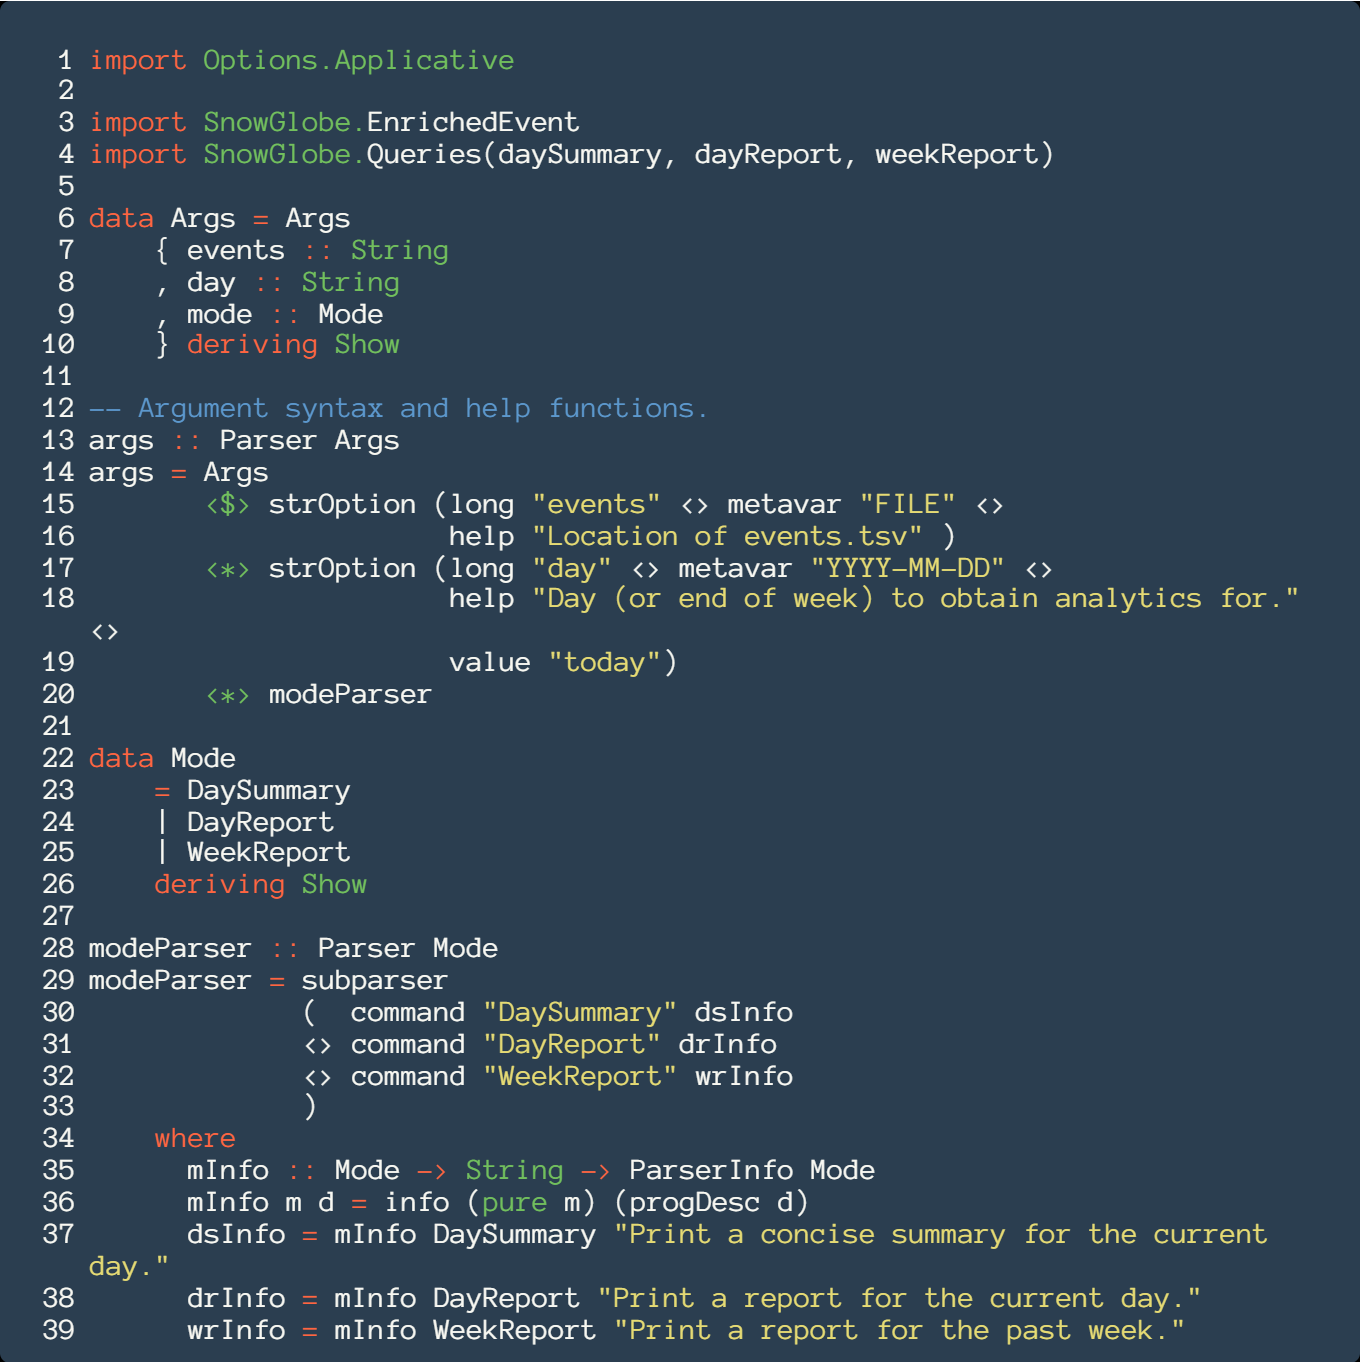 1 import Options.Applicative
2
3 import SnowGlobe.EnrichedEvent
4 import SnowGlobe.Queries(daySummary, dayReport, weekReport)
5
6 data Args = Args
7     { events :: String
8     , day :: String
9     , mode :: Mode
10     } deriving Show
11
12 -- Argument syntax and help functions.
13 args :: Parser Args
14 args = Args
15        <$> strOption (long "events" <> metavar "FILE" <>
16                       help "Location of events.tsv" )
17        <*> strOption (long "day" <> metavar "YYYY-MM-DD" <>
18                       help "Day (or end of week) to obtain analytics for."
<>
19                       value "today")
20        <*> modeParser
21
22 data Mode
23     = DaySummary
24     | DayReport
25     | WeekReport
26     deriving Show
27
28 modeParser :: Parser Mode
29 modeParser = subparser
30              (  command "DaySummary" dsInfo
31              <> command "DayReport" drInfo
32              <> command "WeekReport" wrInfo
33              )
34     where
35       mInfo :: Mode -> String -> ParserInfo Mode
36       mInfo m d = info (pure m) (progDesc d)
37       dsInfo = mInfo DaySummary "Print a concise summary for the current
day."
38       drInfo = mInfo DayReport "Print a report for the current day."
39       wrInfo = mInfo WeekReport "Print a report for the past week."